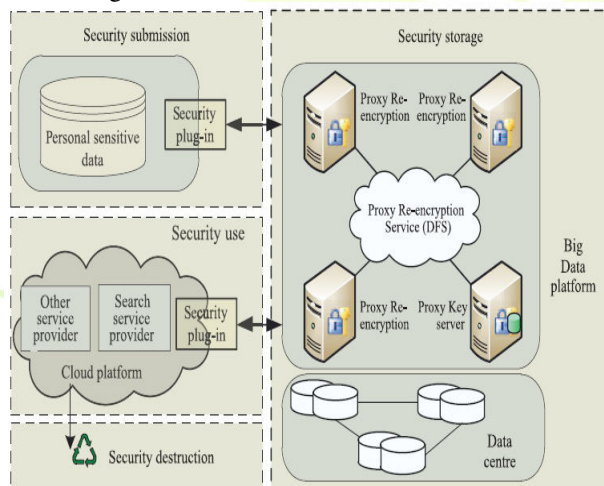 Security submission
Personal sensitive
data
Security
plug-in
Security use
Other
service
provider
Search
service
provider
Security
plug-in
Cloud platform
Security destruction
Security storage
Proxy Re-
encryption
Proxy Re-
encryption
Proxy Re-encryption
Service (DFS)
Proxy Re-
encryption
Proxy Key
server
Big
Data
platform
Data
centre